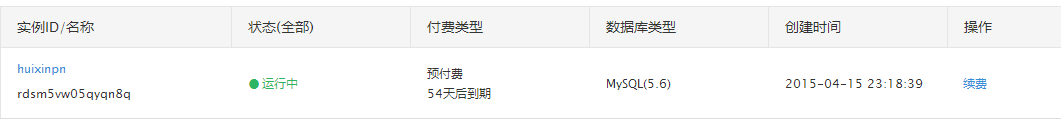 实例ID/名称 状态(全部) 付费类型 数据库类型 创建时间 操作
huixinpn
rdsm5vw05qyqn8q
运行中
预付费
54天后到期
MySQL(5.6)
2015-04-15 23:18:39
续费